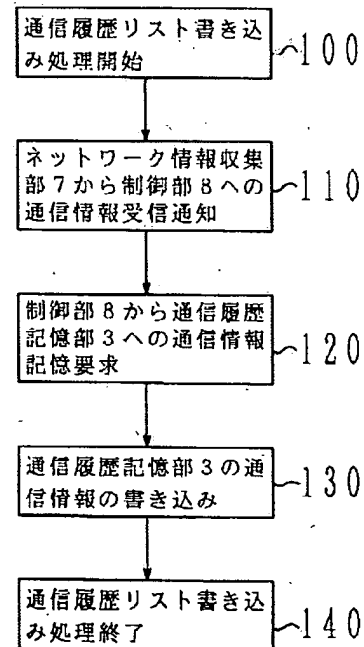 通信履歴リスト書き込
み処理開始
100
ネットワーク情報収集
部7から制御部8への
通信情報受信通知
110
制御部8から通信履歴
記憶部3への通信情報
記憶要求
120
通信履歴記憶部3の通
信情報の書き込み
130
通信履歴リスト書き込
み処理終了
140